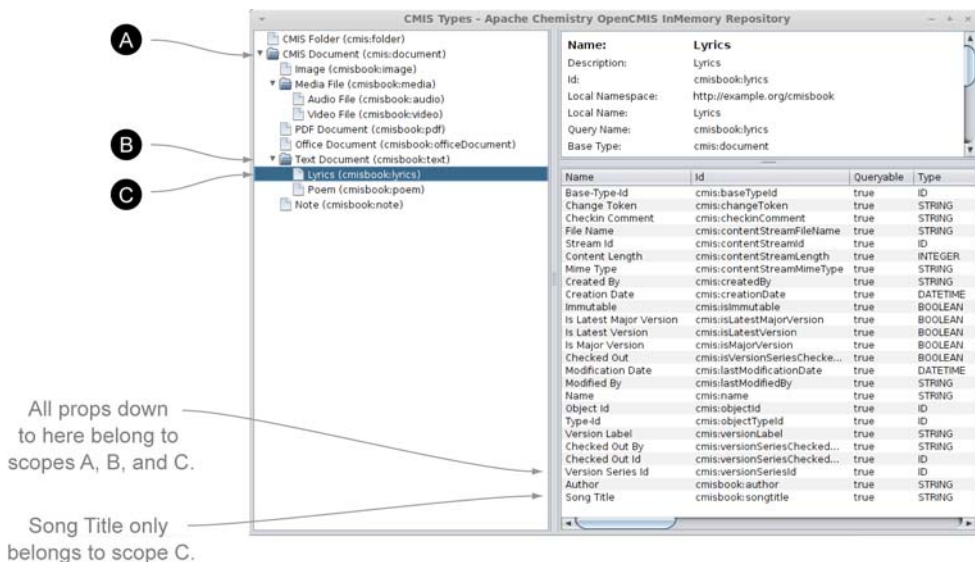 CMIS Types - Apache Chemistry OpenCMIS InMemory Repository
A
B
C
CMIS Folder (cmis:folder)
CMIS Document (cmis:document)
Image (cmisbook:image)
Media File (cmisbook:media)
Audio File (cmisbook:audio)
Video File (cmisbook:video)
PDF Document (cmisbook:pdf)
Office Document (cmisbook:officeDocument)
Text Document (cmisbook:text)
Lyrics (cmisbook:lyrics)
Poem (cmisbook:poem)
Note (cmisbook:note)
Name: Lyrics
Description: Lyrics
Id: cmisbook:lyrics
Local Namespace: http://example.org/cmisbook
Local Name: Lyrics
Query Name: cmisbook:lyrics
Base Type: cmis:document
Name Id Queryable Type
Base-Type-Id cmis:baseTypeId true ID
Change Token cmis:changeToken true STRING
Checkin Comment cmis:checkinComment true STRING
File Name cmis:contentStreamFileName true STRING
Stream Id cmis:contentStreamId true ID
Content Length cmis:contentStreamLength true INTEGER
Mime Type cmis:contentStreamMimeType true STRING
Created By cmis:createdBy true STRING
Creation Date cmis:creationDate true DATETIME
Immutable cmis:isImmutable true BOOLEAN
Is Latest Major Version cmis:isLatestMajorVersion true BOOLEAN
Is Latest Version cmis:isLatestVersion true BOOLEAN
Is Major Version cmis:isMajorVersion true BOOLEAN
Checked Out cmis:isVersionSeriesChecke... true BOOLEAN
Modification Date cmis:lastModificationDate true DATETIME
Modified By cmis:lastModifiedBy true STRING
Name cmis:name true STRING
Object Id cmis:objectId true ID
Type-Id cmis:objectTypeId true ID
Version Label cmis:versionLabel true STRING
Checked Out By cmis:versionSeriesChecked... true STRING
Checked Out Id cmis:versionSeriesChecked... true ID
Version Series Id cmis:versionSeriesId true ID
Author cmisbook:author true STRING
Song Title cmisbook:songtitle true STRING
All props down
to here belong to
scopes A, B, and C.
Song Title only
belongs to scope C.